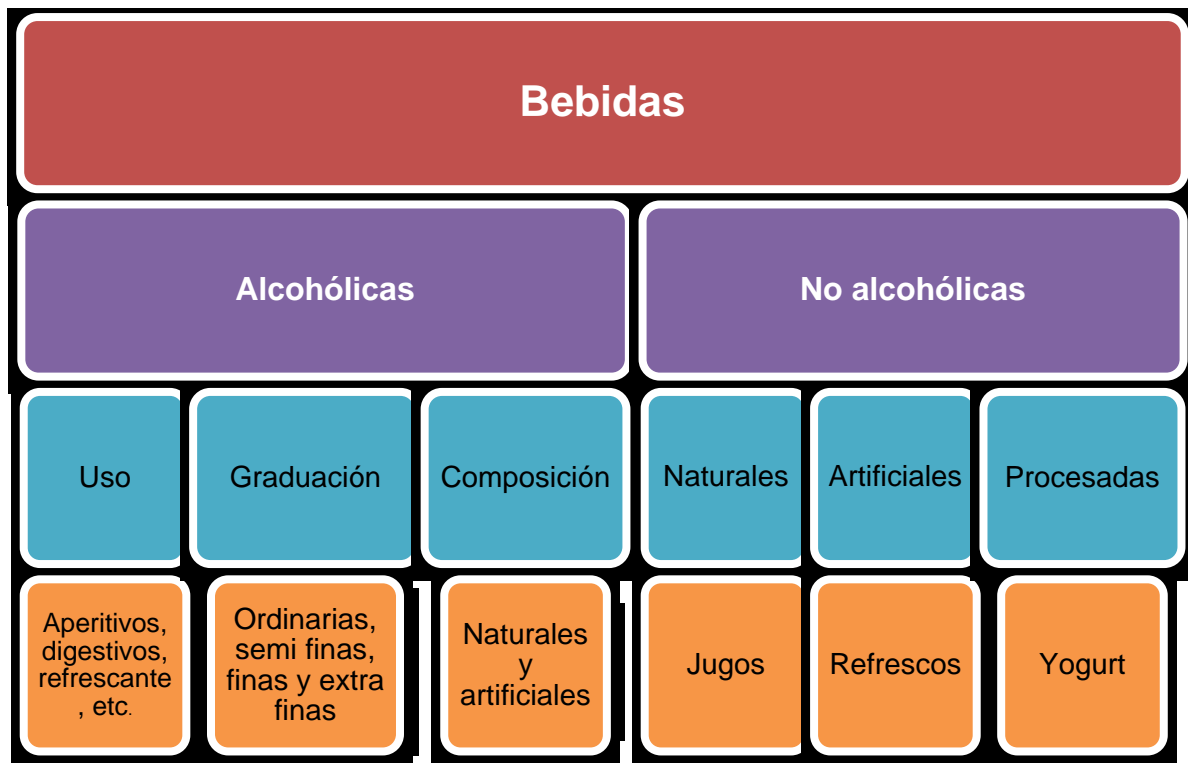 Bebidas
Alcohólicas
No alcohólicas
Uso
Graduación
Composición
Naturales
Artificiales
Procesadas
Aperitivos,
digestivos,
refrescante
, etc.
Ordinarias,
semi finas,
finas y extra
finas
Naturales
y
artificiales
Jugos
Refrescos
Yogurt